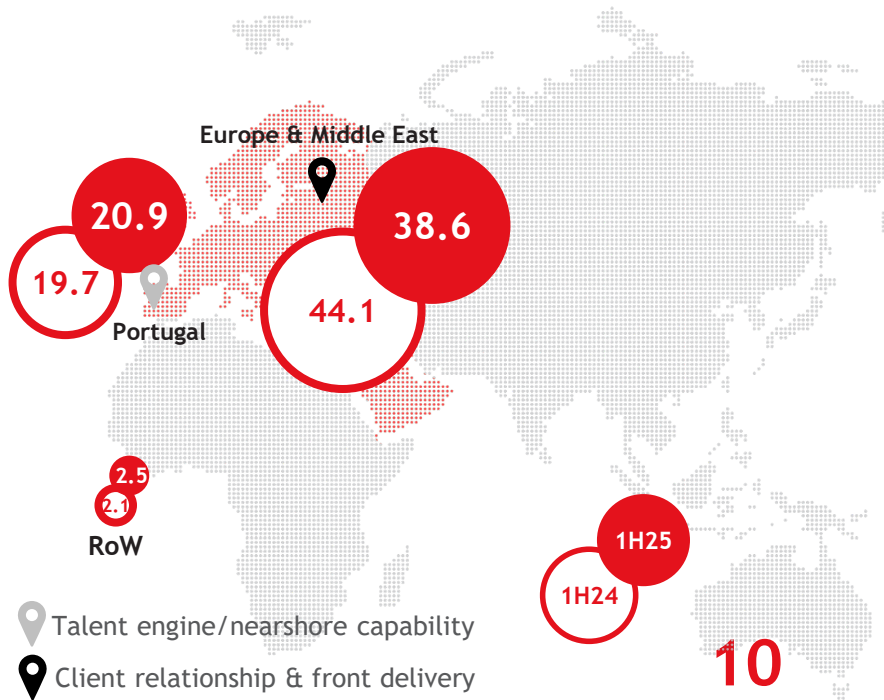 Europe & Middle East
20.9
38.6
19.7
44.1
Portugal
2.5
2.1
RoW
1H25
1H24
Talent engine/nearshore capability
Client relationship & front delivery
10